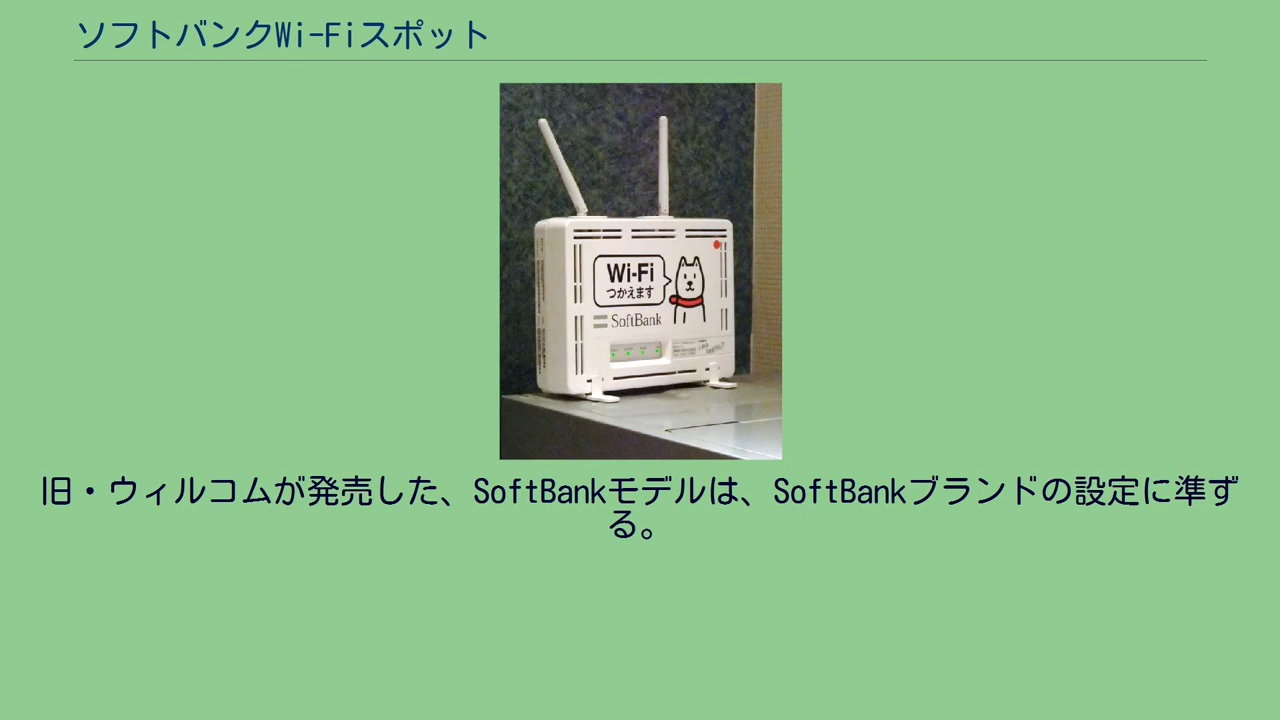 ソフトバンクWi-Fiスポット
Wi-Fi
つかえます
SoftBank
旧・ウィルコムが発売した、SoftBankモデルは、SoftBankブランドの設定に準ず
る。